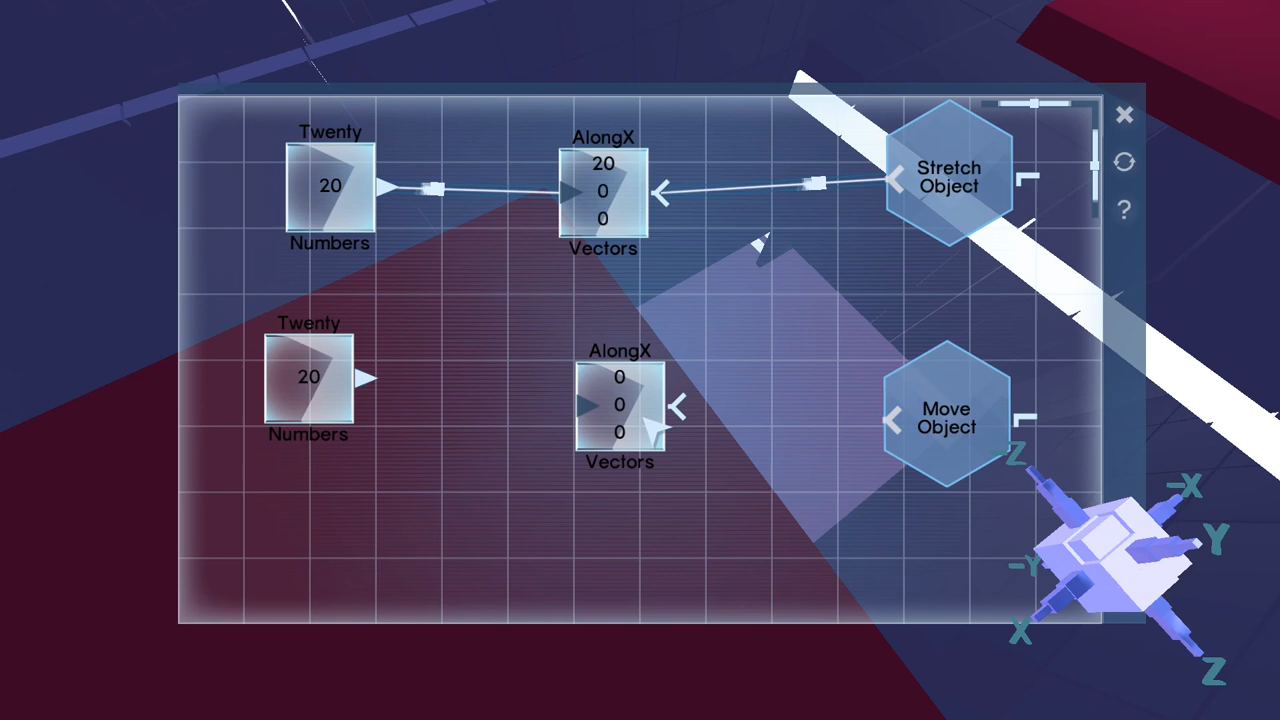 Twenty
20
Numbers
AlongX
20
0
0
Vectors
Stretch
Object
?
Twenty
20
Numbers
AlongX
0
0
0
Vectors
Move
Object
-Z
-X
Y
-Y
X
Z